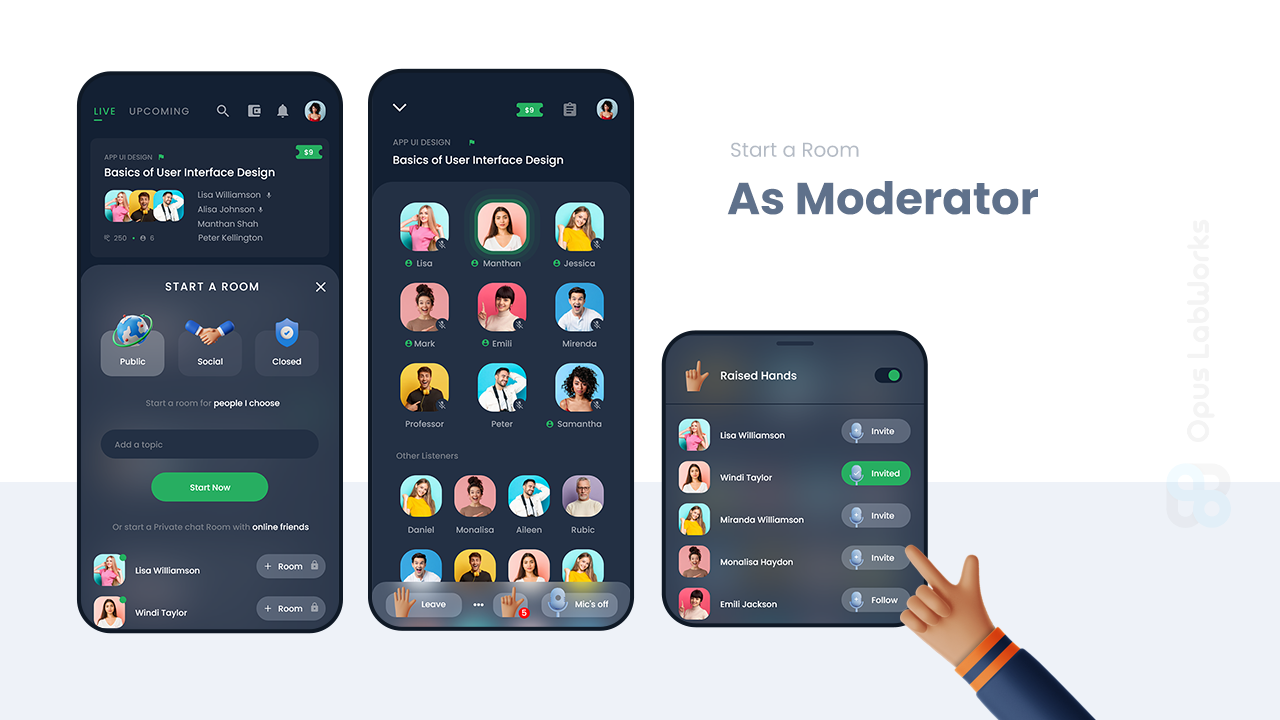 LIVE UPCOMING
APP UI DESIGN
$9
Basics of User Interface Design
Lisa Williamson
Alisa Johnson
Manthan Shah
Peter Kellington
250 • 6
START A ROOM
Public Social Closed
Start a room for people I choose
Add a topic
Start Now
Or start a Private chat Room with online friends
Lisa Williamson + Room
Windi Taylor + Room
$9
APP UI DESIGN
Basics of User Interface Design
Lisa Manthan Jessica
Mark Emili Mirenda
Professor Peter Samantha
Other Listeners
Daniel Monalisa Aileen Rubic
Leave ••• 5 Mic's off
Start a Room
As Moderator
Raised Hands
Lisa Williamson Invite
Windi Taylor Invited
Miranda Williamson Invite
Monalisa Haydon Invite
Emili Jackson Follow
Opus LabWorks